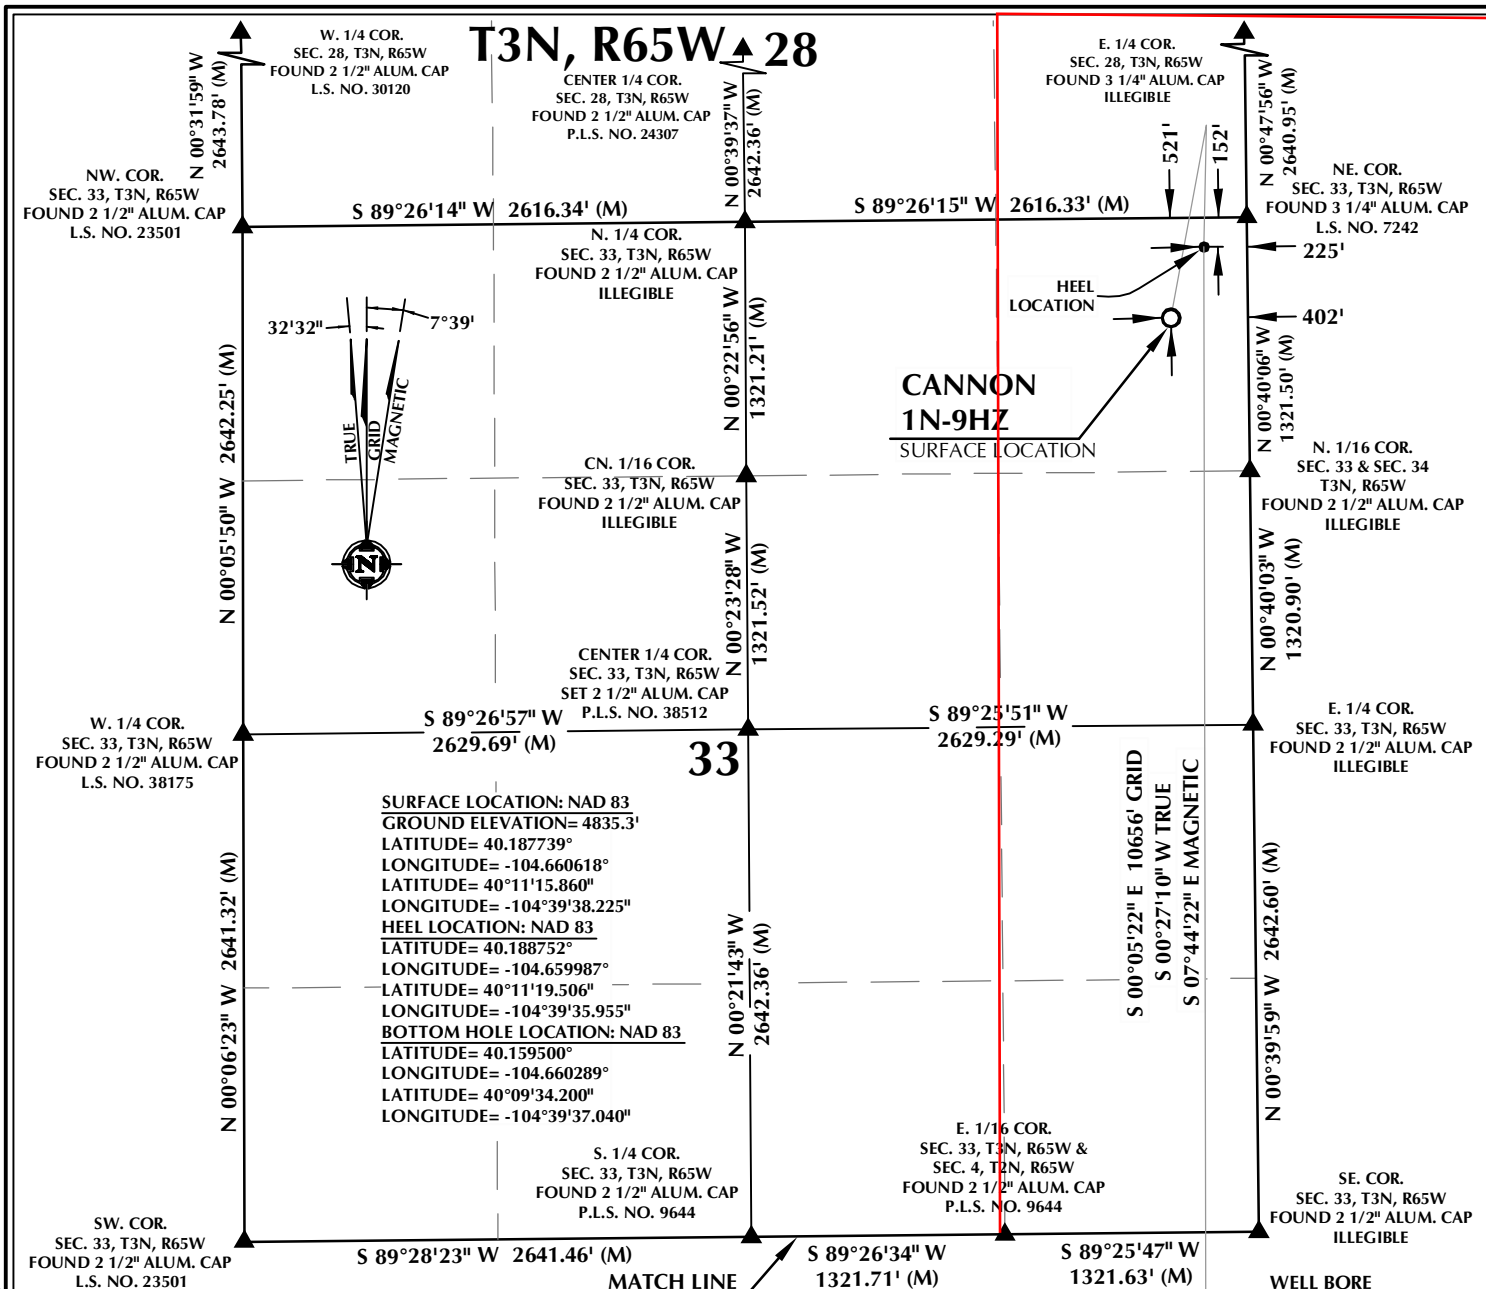 T3N, R65W 28
W. 1/4 COR.
SEC. 28, T3N, R65W
FOUND 2 1/2" ALUM. CAP
L.S. NO. 30120
CENTER 1/4 COR.
SEC. 28, T3N, R65W
FOUND 2 1/2" ALUM. CAP
P.L.S. NO. 24307
E. 1/4 COR.
SEC. 28, T3N, R65W
FOUND 3 1/4" ALUM. CAP
ILLEGIBLE
N 00°31'59" W
2643.78' (M)
N 00°39'37" W
2642.36' (M)
521'
152'
N 00°47'56" W
2640.95' (M)
NW. COR.
SEC. 33, T3N, R65W
FOUND 2 1/2" ALUM. CAP
L.S. NO. 23501
S 89°26'14" W 2616.34' (M)
S 89°26'15" W 2616.33' (M)
NE. COR.
SEC. 33, T3N, R65W
FOUND 3 1/4" ALUM. CAP
L.S. NO. 7242
N. 1/4 COR.
SEC. 33, T3N, R65W
FOUND 2 1/2" ALUM. CAP
ILLEGIBLE
225'
HEEL
LOCATION
402'
32'32"
7°39'
TRUE
GRID
MAGNETIC
N
N 00°05'50" W 2642.25' (M)
N 00°22'56" W
1321.21' (M)
N 00°40'06" W
1321.50' (M)
CANNON
1N-9HZ
SURFACE LOCATION
CN. 1/16 COR.
SEC. 33, T3N, R65W
FOUND 2 1/2" ALUM. CAP
ILLEGIBLE
N. 1/16 COR.
SEC. 33 & SEC. 34
T3N, R65W
FOUND 2 1/2" ALUM. CAP
ILLEGIBLE
N 00°23'28" W
1321.52' (M)
N 00°40'03" W
1320.90' (M)
CENTER 1/4 COR.
SEC. 33, T3N, R65W
SET 2 1/2" ALUM. CAP
P.L.S. NO. 38512
W. 1/4 COR.
SEC. 33, T3N, R65W
FOUND 2 1/2" ALUM. CAP
L.S. NO. 38175
S 89°26'57" W
2629.69' (M)
S 89°25'51" W
2629.29' (M)
E. 1/4 COR.
SEC. 33, T3N, R65W
FOUND 2 1/2" ALUM. CAP
ILLEGIBLE
33
SURFACE LOCATION: NAD 83
GROUND ELEVATION= 4835.3'
LATITUDE= 40.187739°
LONGITUDE= -104.660618°
LATITUDE= 40°11'15.860"
LONGITUDE= -104°39'38.225"
HEEL LOCATION: NAD 83
LATITUDE= 40.188752°
LONGITUDE= -104.659987°
LATITUDE= 40°11'19.506"
LONGITUDE= -104°39'35.955"
BOTTOM HOLE LOCATION: NAD 83
LATITUDE= 40.159500°
LONGITUDE= -104.660289°
LATITUDE= 40°09'34.200"
LONGITUDE= -104°39'37.040"
N 00°06'23" W 2641.32' (M)
N 00°21'43" W
2642.36' (M)
S 00°05'22" E 10656' GRID
S 00°27'10" W TRUE
S 07°44'22" E MAGNETIC
N 00°39'59" W 2642.60' (M)
S. 1/4 COR.
SEC. 33, T3N, R65W
FOUND 2 1/2" ALUM. CAP
P.L.S. NO. 9644
E. 1/16 COR.
SEC. 33, T3N, R65W &
SEC. 4, T2N, R65W
FOUND 2 1/2" ALUM. CAP
P.L.S. NO. 9644
SE. COR.
SEC. 33, T3N, R65W
FOUND 2 1/2" ALUM. CAP
ILLEGIBLE
SW. COR.
SEC. 33, T3N, R65W
FOUND 2 1/2" ALUM. CAP
L.S. NO. 23501
S 89°28'23" W 2641.46' (M)
S 89°26'34" W
1321.71' (M)
S 89°25'47" W
1321.63' (M)
MATCH LINE
WELL BORE